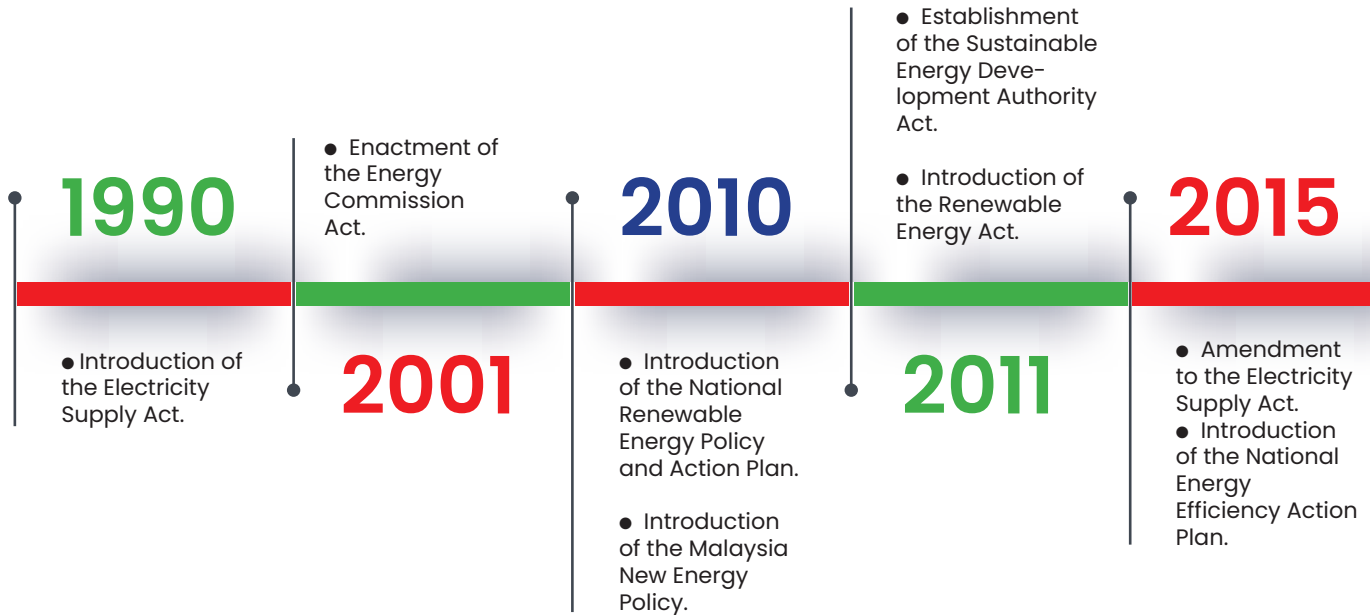 1990
● Introduction of
the Electricity
Supply Act.
● Enactment of
the Energy
Commission
Act.
2001
2010
● Introduction
of the National
Renewable
Energy Policy
and Action Plan.
● Introduction
of the Malaysia
New Energy
Policy.
● Establishment
of the Sustainable
Energy Deve-
lopment Authority
Act.
● Introduction of
the Renewable
Energy Act.
2011
2015
● Amendment
to the Electricity
Supply Act.
● Introduction
of the National
Energy
Efficiency Action
Plan.